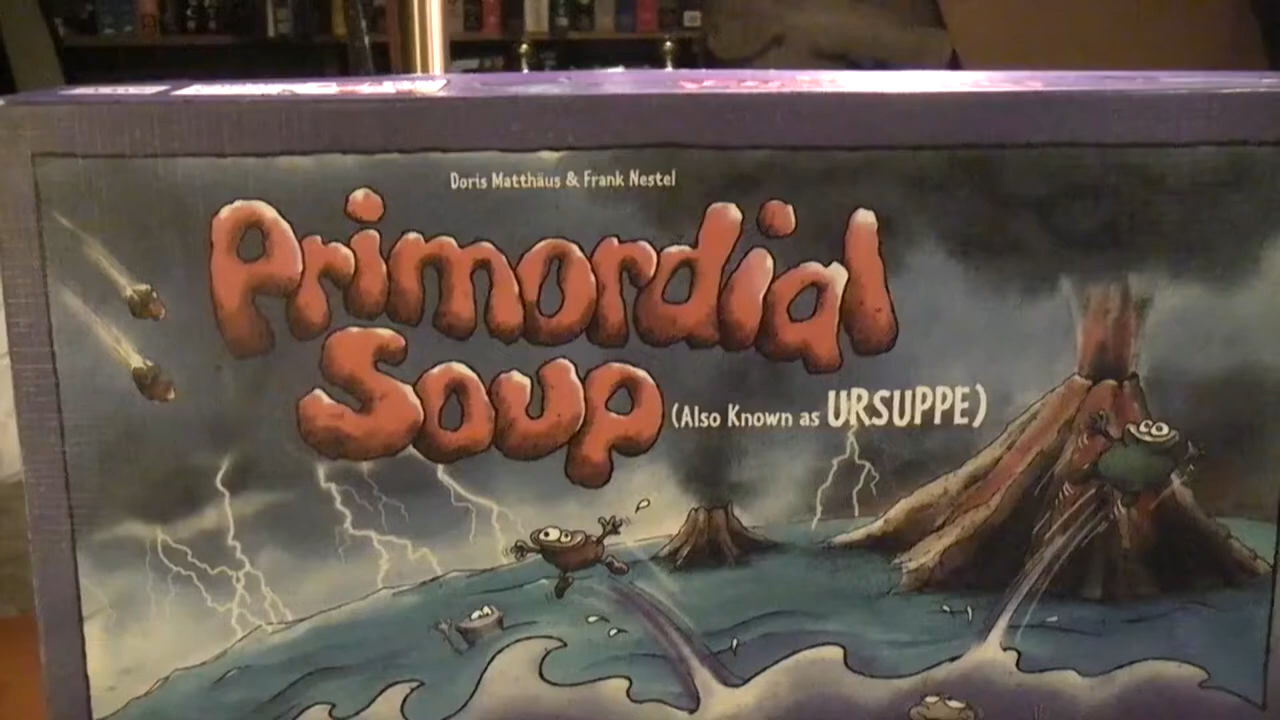 Doris Matthäus & Frank Nestel
Primordial
Soup
(Also Known as URSUPPE)